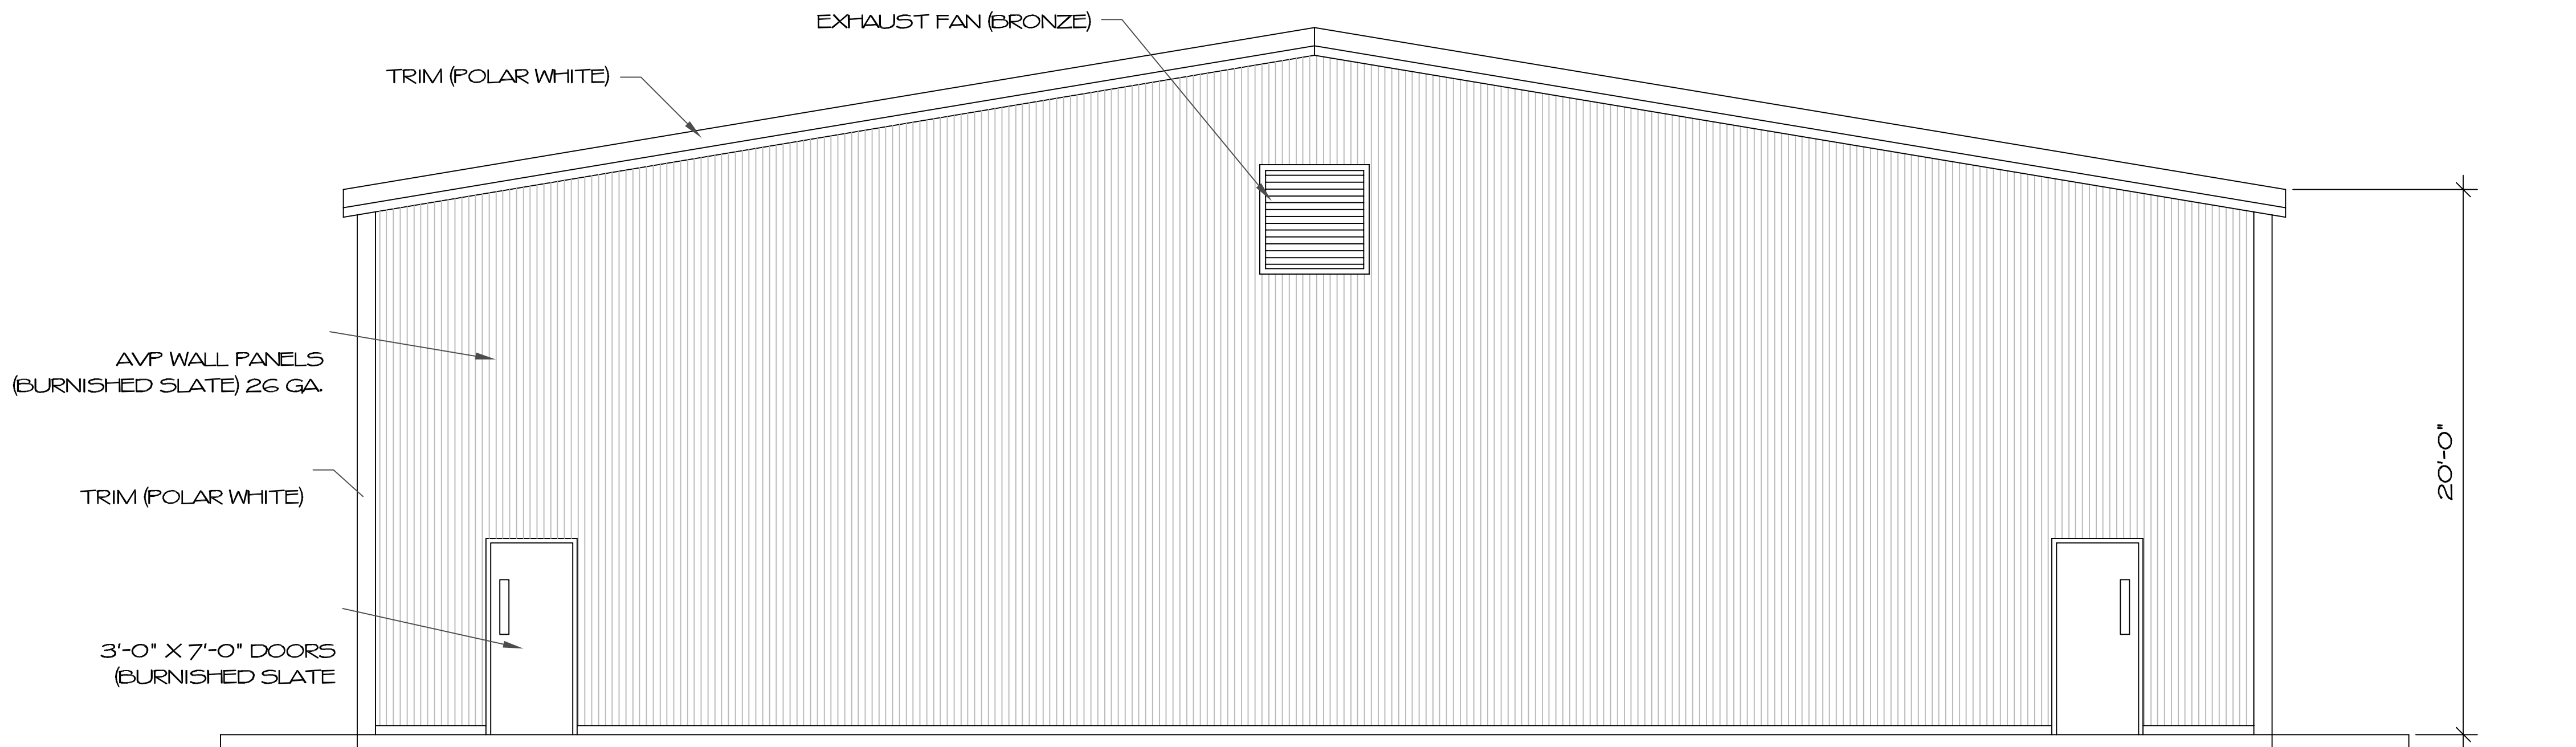 EXHAUST FAN (BRONZE)
TRIM (POLAR WHITE)
AVP WALL PANELS
(BURNISHED SLATE) 26 GA.
TRIM (POLAR WHITE)
3'-0" X 7'-0" DOORS
(BURNISHED SLATE
20'-0"